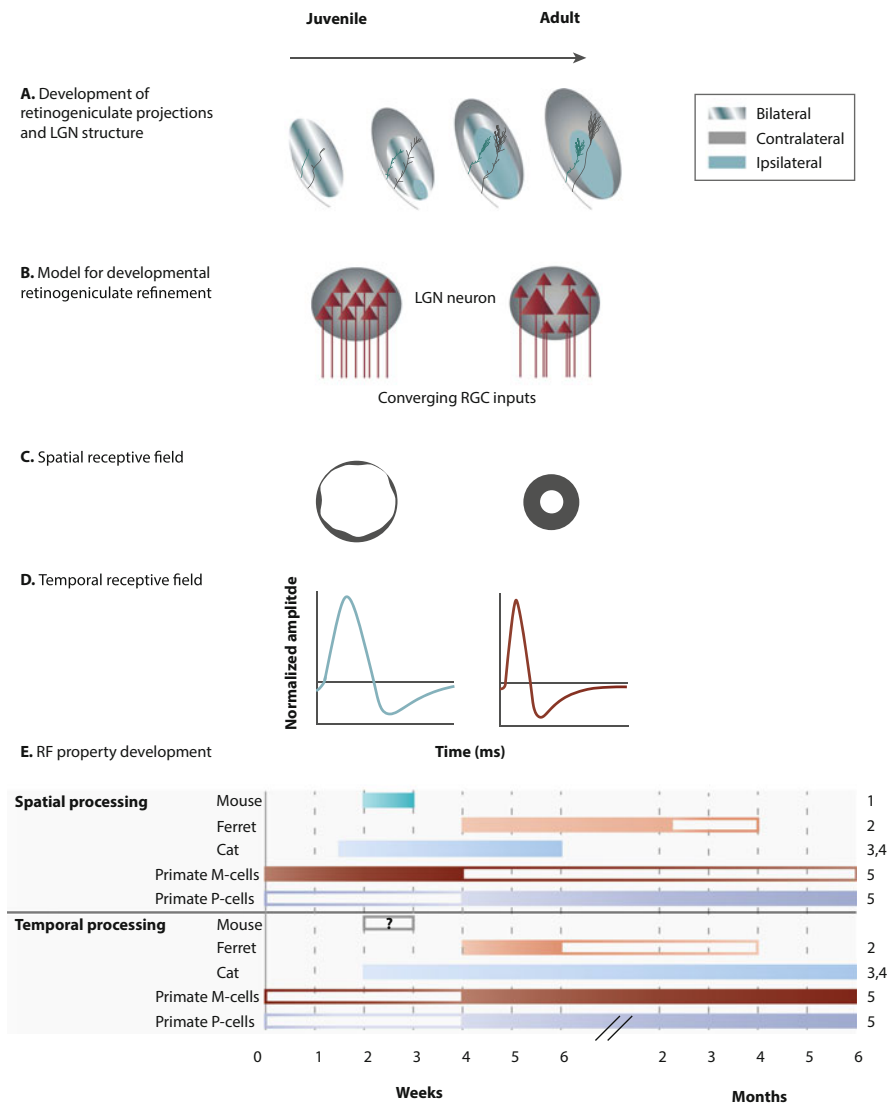 Juvenile
Adult
A. Development of
retinogeniculate projections
and LGN structure
Bilateral
Contralateral
Ipsilateral
B. Model for developmental
retinogeniculate refinement
LGN neuron
Converging RGC inputs
C. Spatial receptive field
D. Temporal receptive field
Normalized amplitde
E. RF property development
Time (ms)
Spatial processing
Mouse
1
Ferret
2
Cat
3,4
Primate M-cells
5
Primate P-cells
5
Temporal processing
Mouse
?
Ferret
2
Cat
3,4
Primate M-cells
5
Primate P-cells
5
0 1 2 3 4 5 6 2 3 4 5 6
Weeks
Months